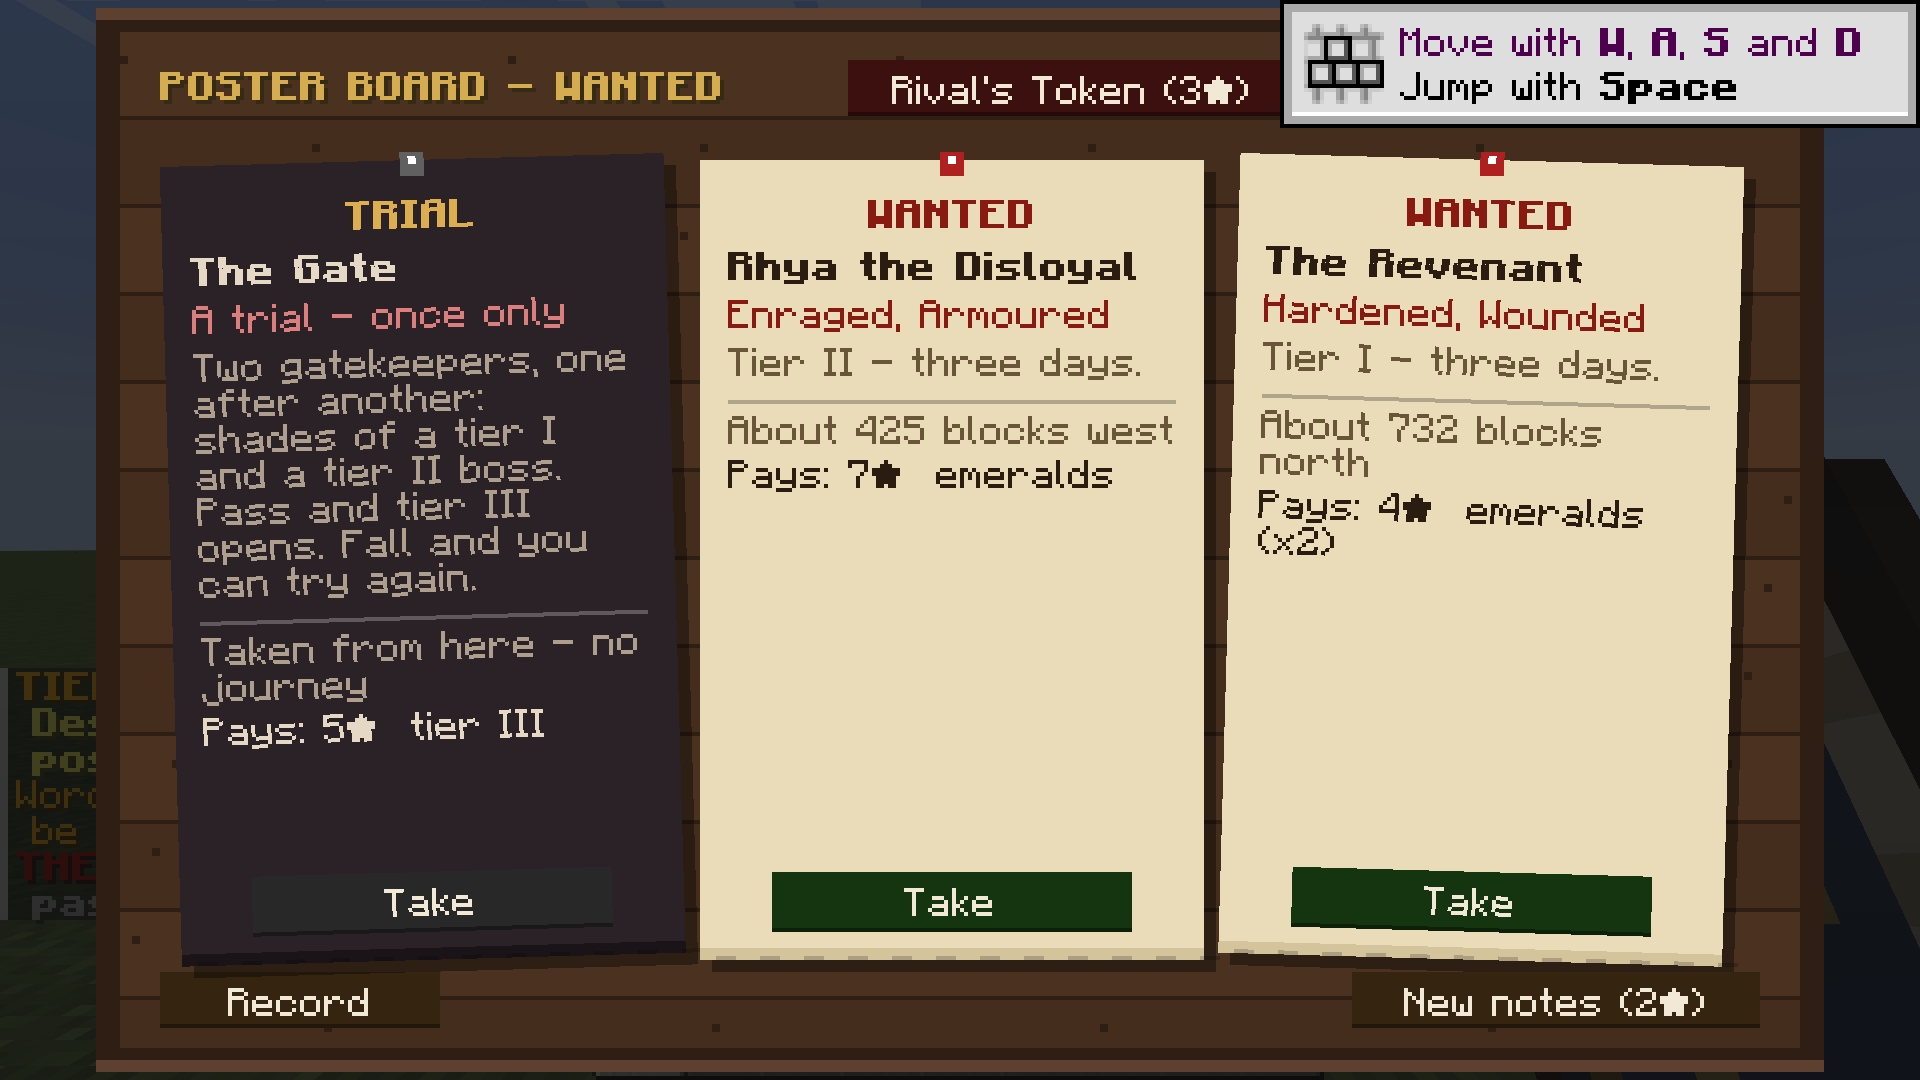 Move with W, A, S and D
Jump with Space
POSTER BOARD - WANTED
Rival's Token (3★)
TRIAL
The Gate
A trial - once only
Two gatekeepers, one
after another:
shades of a tier I
and a tier II boss.
Pass and tier III
opens. Fall and you
can try again.
Taken from here - no
journey
Pays: 5★ tier III
Take
WANTED
Rhya the Disloyal
Enraged, Armoured
Tier II - three days.
About 425 blocks west
Pays: 7★ emeralds
Take
WANTED
The Revenant
Hardened, Wounded
Tier I - three days.
About 732 blocks
north
Pays: 4★ emeralds
(x2)
Take
be
Record
New notes (2★)